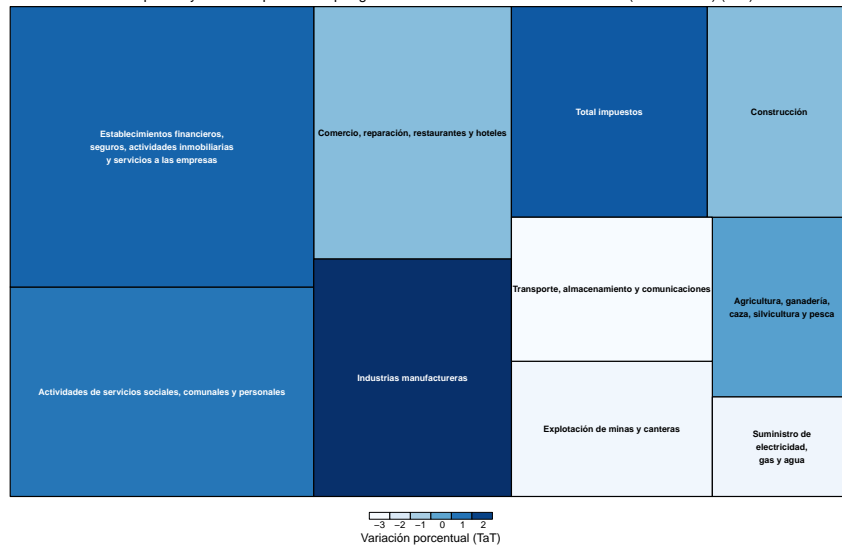 Establecimientos financieros,
seguros, actividades inmobiliarias
y servicios a las empresas
Actividades de servicios sociales, comunales y personales
Comercio, reparación, restaurantes y hoteles
Industrias manufactureras
Total impuestos
Construcción
Transporte, almacenamiento y comunicaciones
Agricultura, ganadería,
caza, silvicultura y pesca
Explotación de minas y canteras
Suministro de
electricidad,
gas y agua
−3 −2 −1 0 1 2
Variación porcentual (TaT)